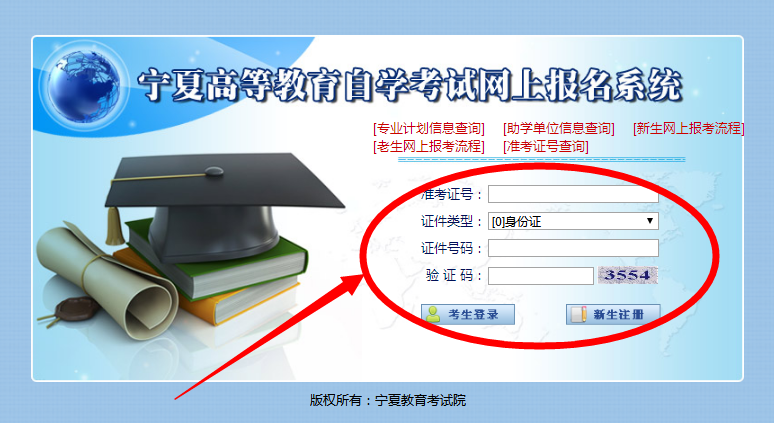 宁夏高等教育自学考试网上报名系统
[专业计划信息查询] [助学单位信息查询] [新生网上报考流程]
[老生网上报考流程] [准考证号查询]
准考证号：
证件类型： [0]身份证
证件号码：
验 证 码： 3554
考生登录 新生注册
版权所有：宁夏教育考试院